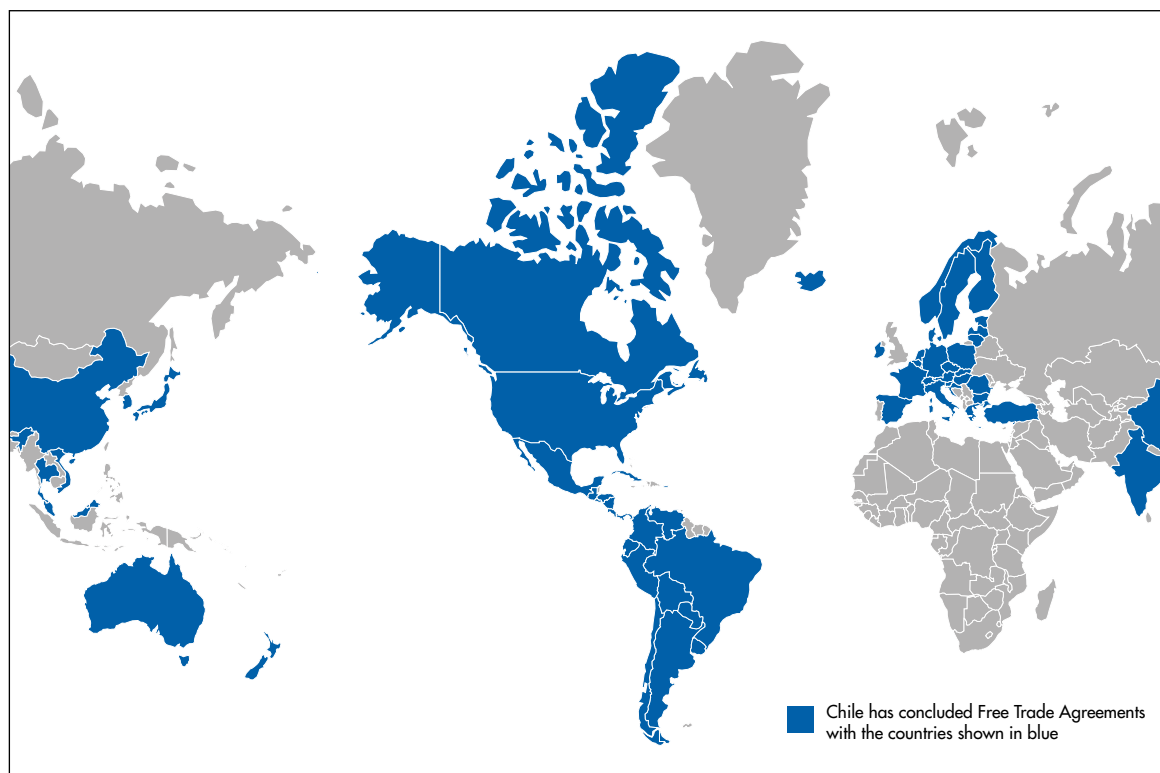 Chile has concluded Free Trade Agreements
with the countries shown in blue